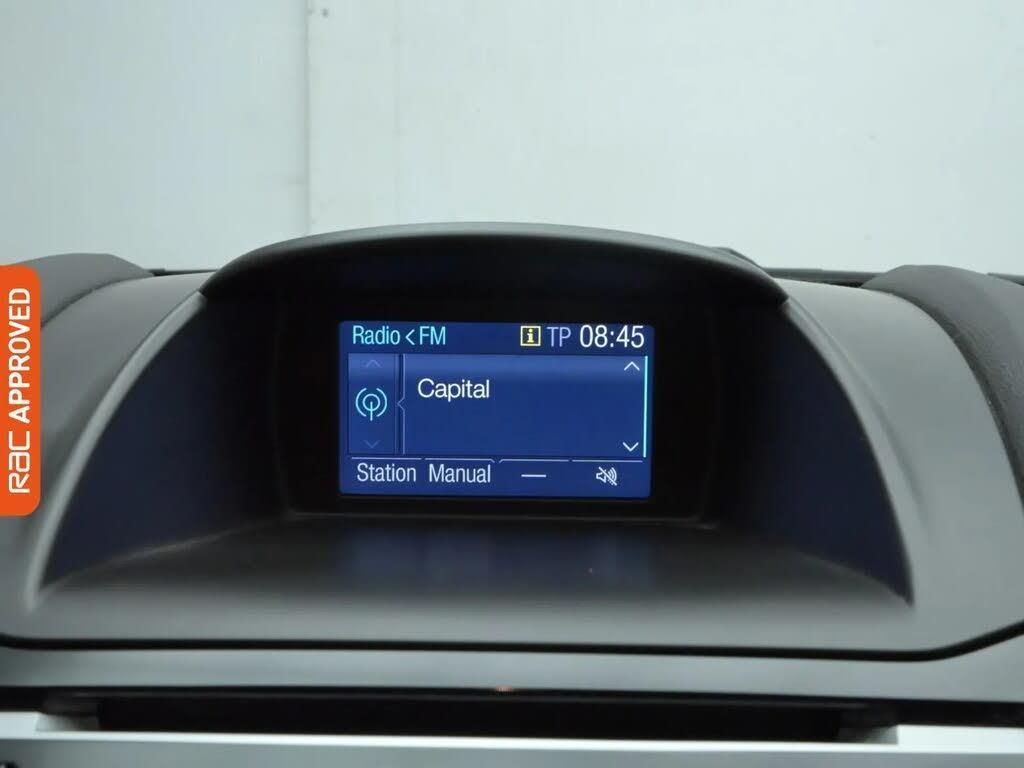 Radio < FM i TP 08:45
Capital
Station Manual —
RAC APPROVED